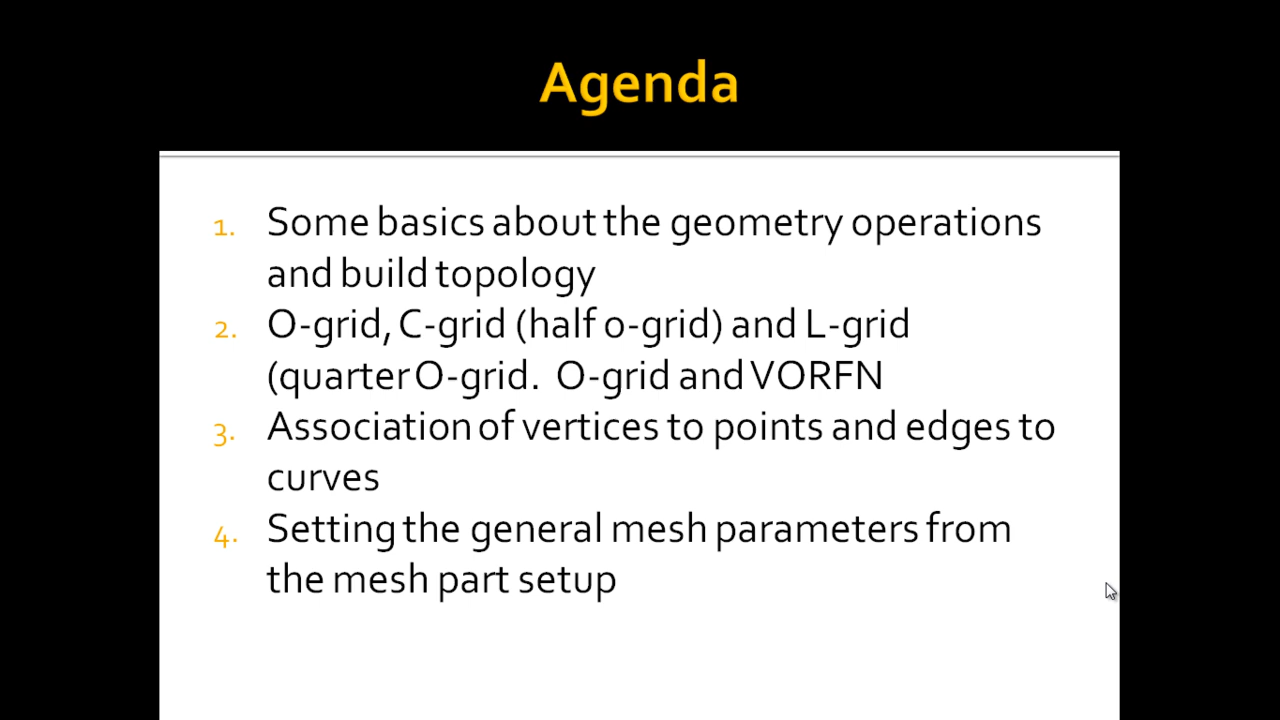 Agenda
1. Some basics about the geometry operations
and build topology
2. O-grid, C-grid (half o-grid) and L-grid
(quarter O-grid.  O-grid and VORFN
3. Association of vertices to points and edges to
curves
4. Setting the general mesh parameters from
the mesh part setup